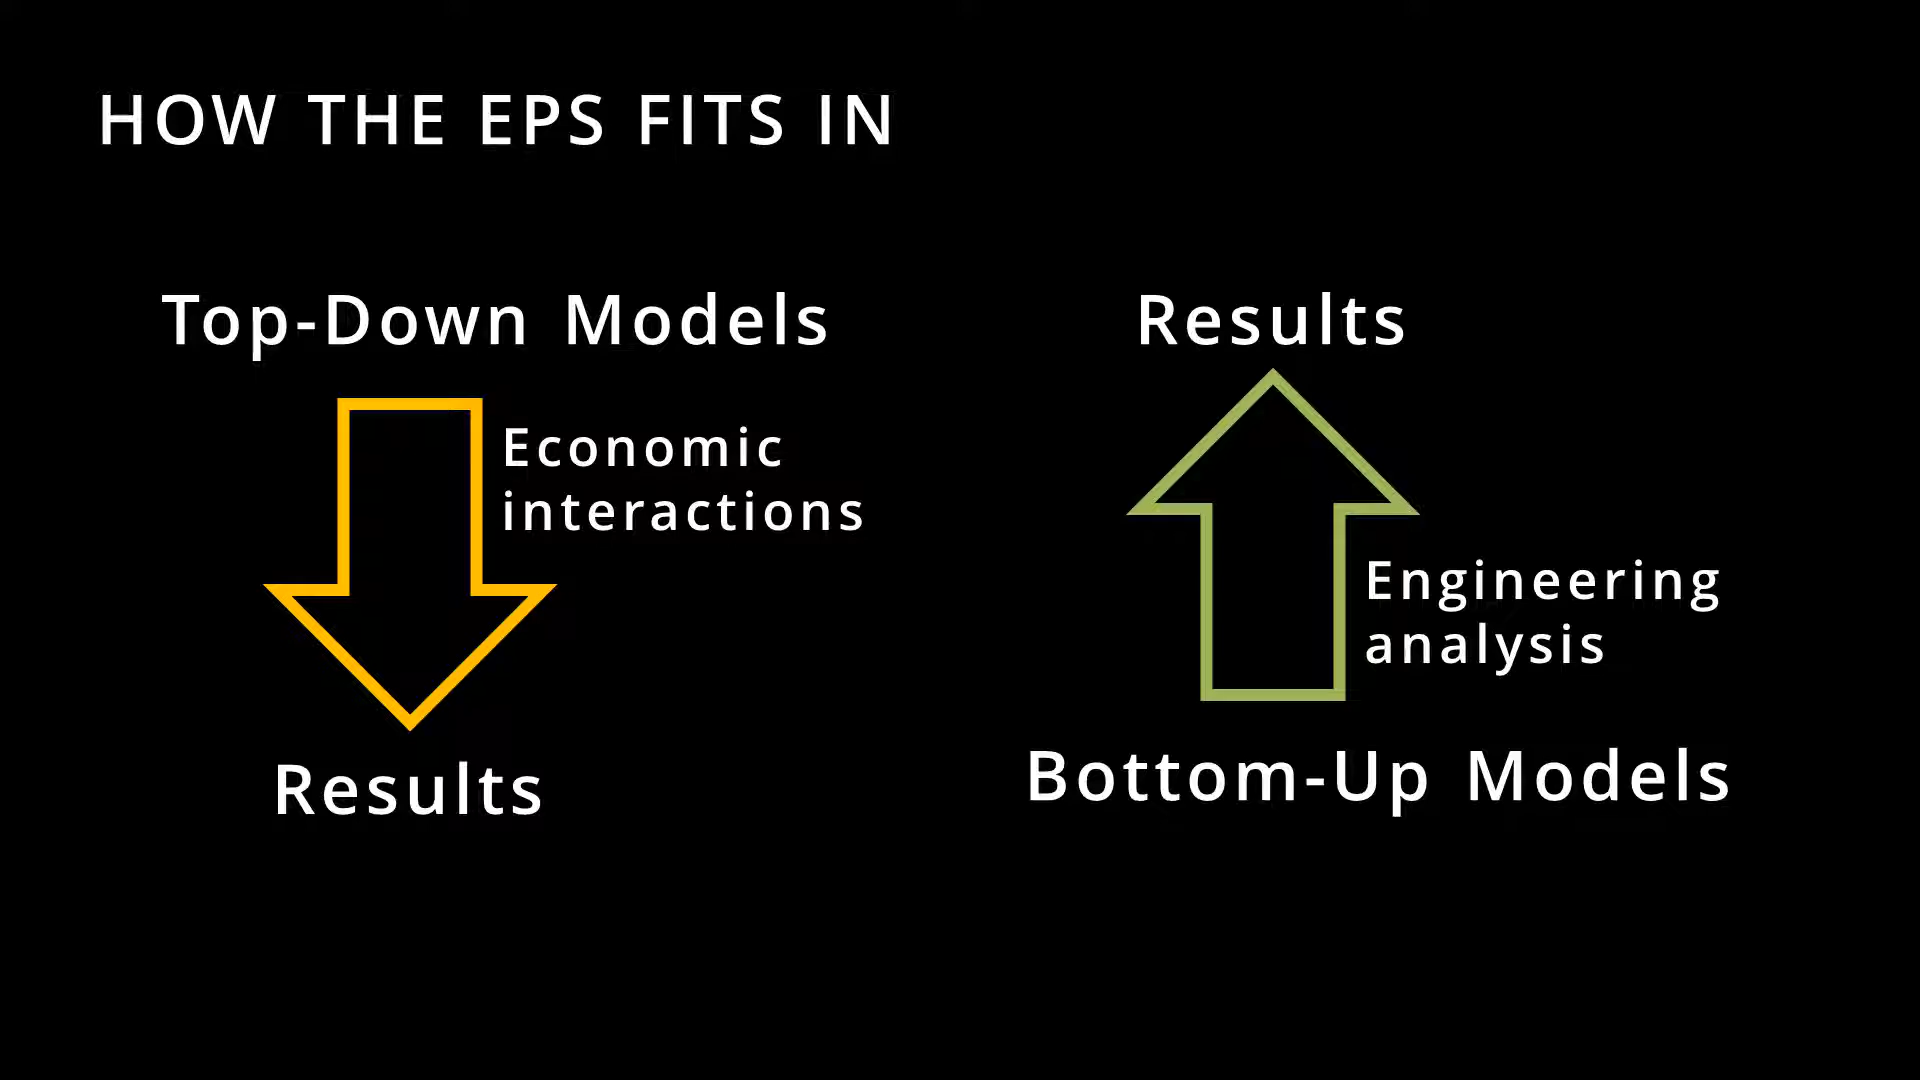 HOW THE EPS FITS IN
Top-Down Models
Economic
interactions
Results
Results
Engineering
analysis
Bottom-Up Models